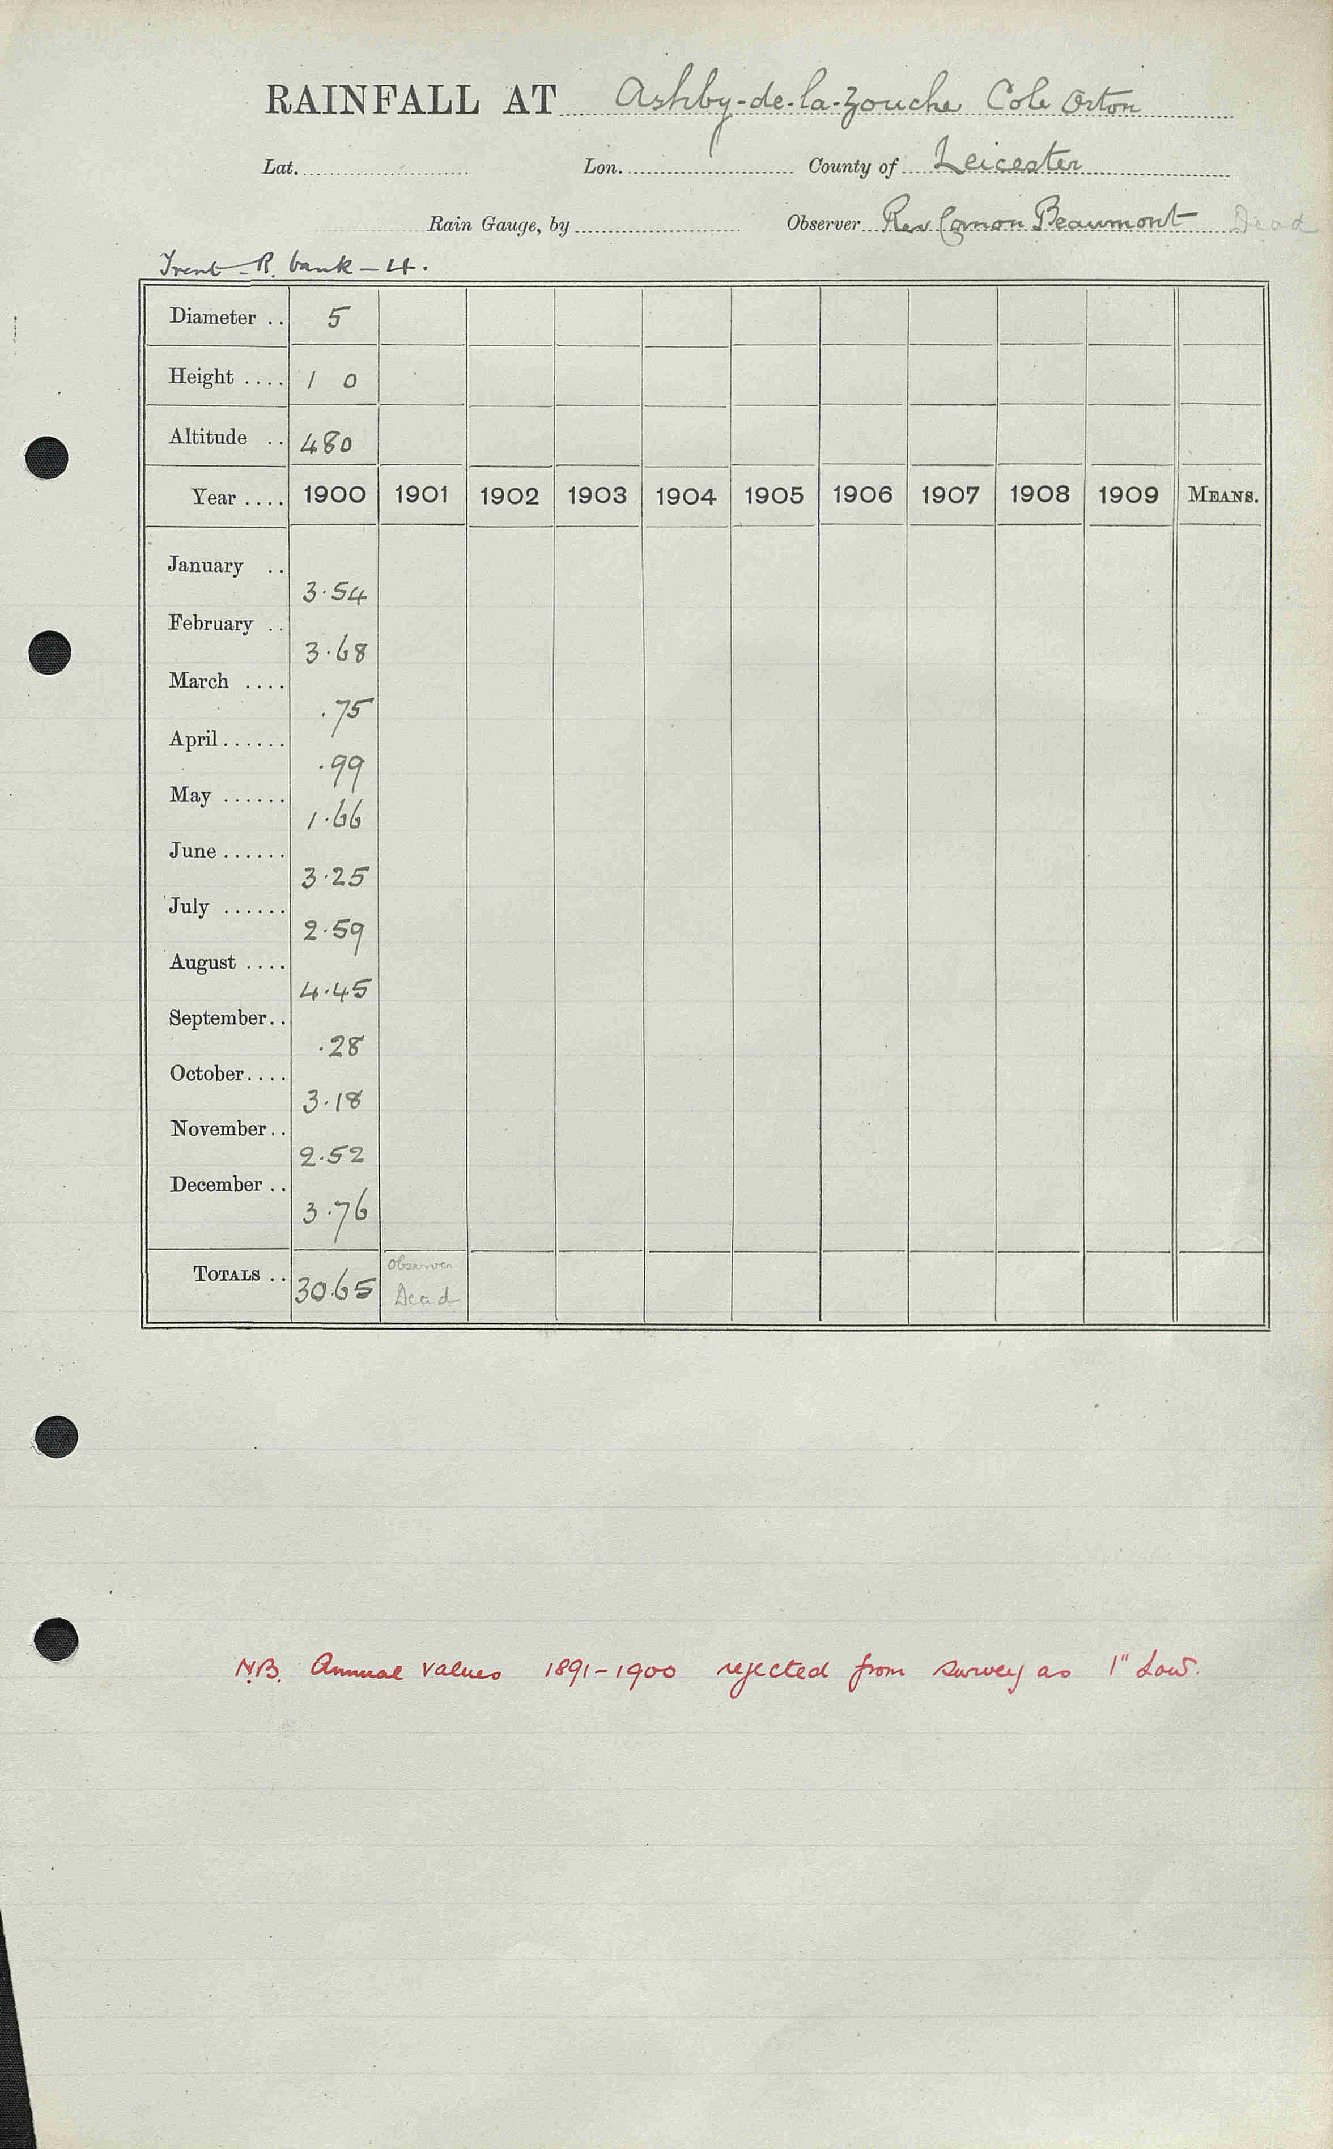 RAINFALL AT Ashby-de-la-Zouche Cole Orton
Lat. Lon. County of Leicester
Rain Gauge, by Observer Rev Canon Beaumont Dead
Trent - R. bank - 4.
Diameter .. 5
Height .... 1 0
Altitude .. 480
Year .... 1900 1901 1902 1903 1904 1905 1906 1907 1908 1909 MEANS.
January .. 3.54
February .. 3.68
March .... .75
April ...... .99
May ...... 1.66
June ...... 3.25
July ...... 2.59
August .... 4.45
September .. .28
October .... 3.18
November .. 2.52
December .. 3.76
TOTALS .. 30.65 Observer Dead
N.B. Annual values 1891-1900 rejected from survey as 1" low.